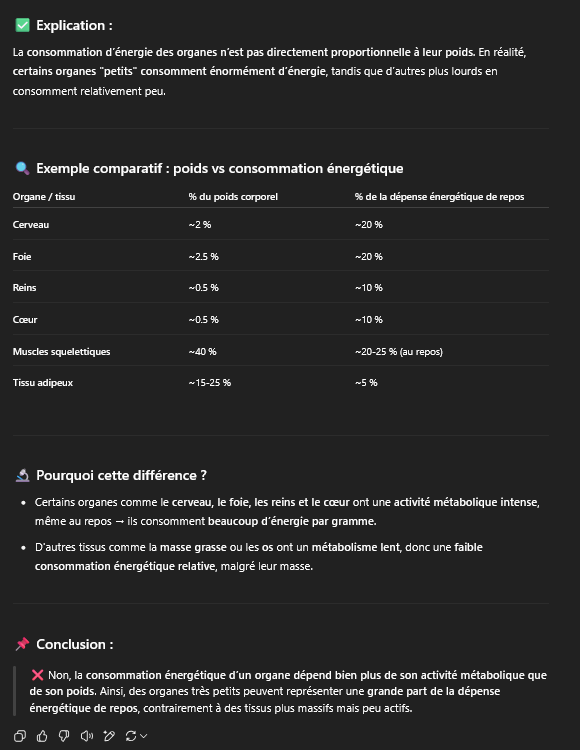 ✅ Explication :
La consommation d'énergie des organes n'est pas directement proportionnelle à leur poids. En réalité,
certains organes "petits" consomment énormément d'énergie, tandis que d'autres plus lourds en
consomment relativement peu.
🔍 Exemple comparatif : poids vs consommation énergétique
Organe / tissu % du poids corporel % de la dépense énergétique de repos
Cerveau ~2 % ~20 %
Foie ~2.5 % ~20 %
Reins ~0.5 % ~10 %
Cœur ~0.5 % ~10 %
Muscles squelettiques ~40 % ~20-25 % (au repos)
Tissu adipeux ~15-25 % ~5 %
🔬 Pourquoi cette différence ?
• Certains organes comme le cerveau, le foie, les reins et le cœur ont une activité métabolique intense,
même au repos → ils consomment beaucoup d'énergie par gramme.
• D'autres tissus comme la masse grasse ou les os ont un métabolisme lent, donc une faible
consommation énergétique relative, malgré leur masse.
📌 Conclusion :
❌ Non, la consommation énergétique d'un organe dépend bien plus de son activité métabolique que
de son poids. Ainsi, des organes très petits peuvent représenter une grande part de la dépense
énergétique de repos, contrairement à des tissus plus massifs mais peu actifs.